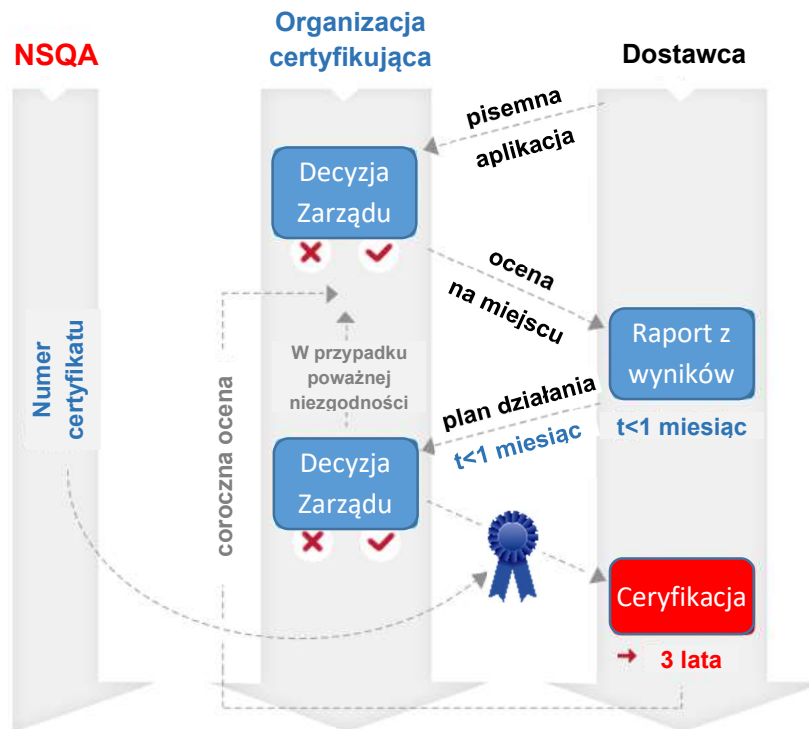 NSQA
Organizacja
certyfikująca
Dostawca
pisemna
aplikacja
Decyzja
Zarządu
ocena
na miejscu
Raport z
wyników
t<1 miesiąc
Numer
certyfikatu
W przypadku
poważnej
niezgodności
plan działania
t<1 miesiąc
coroczna ocena
Decyzja
Zarządu
Ceryfikacja
3 lata